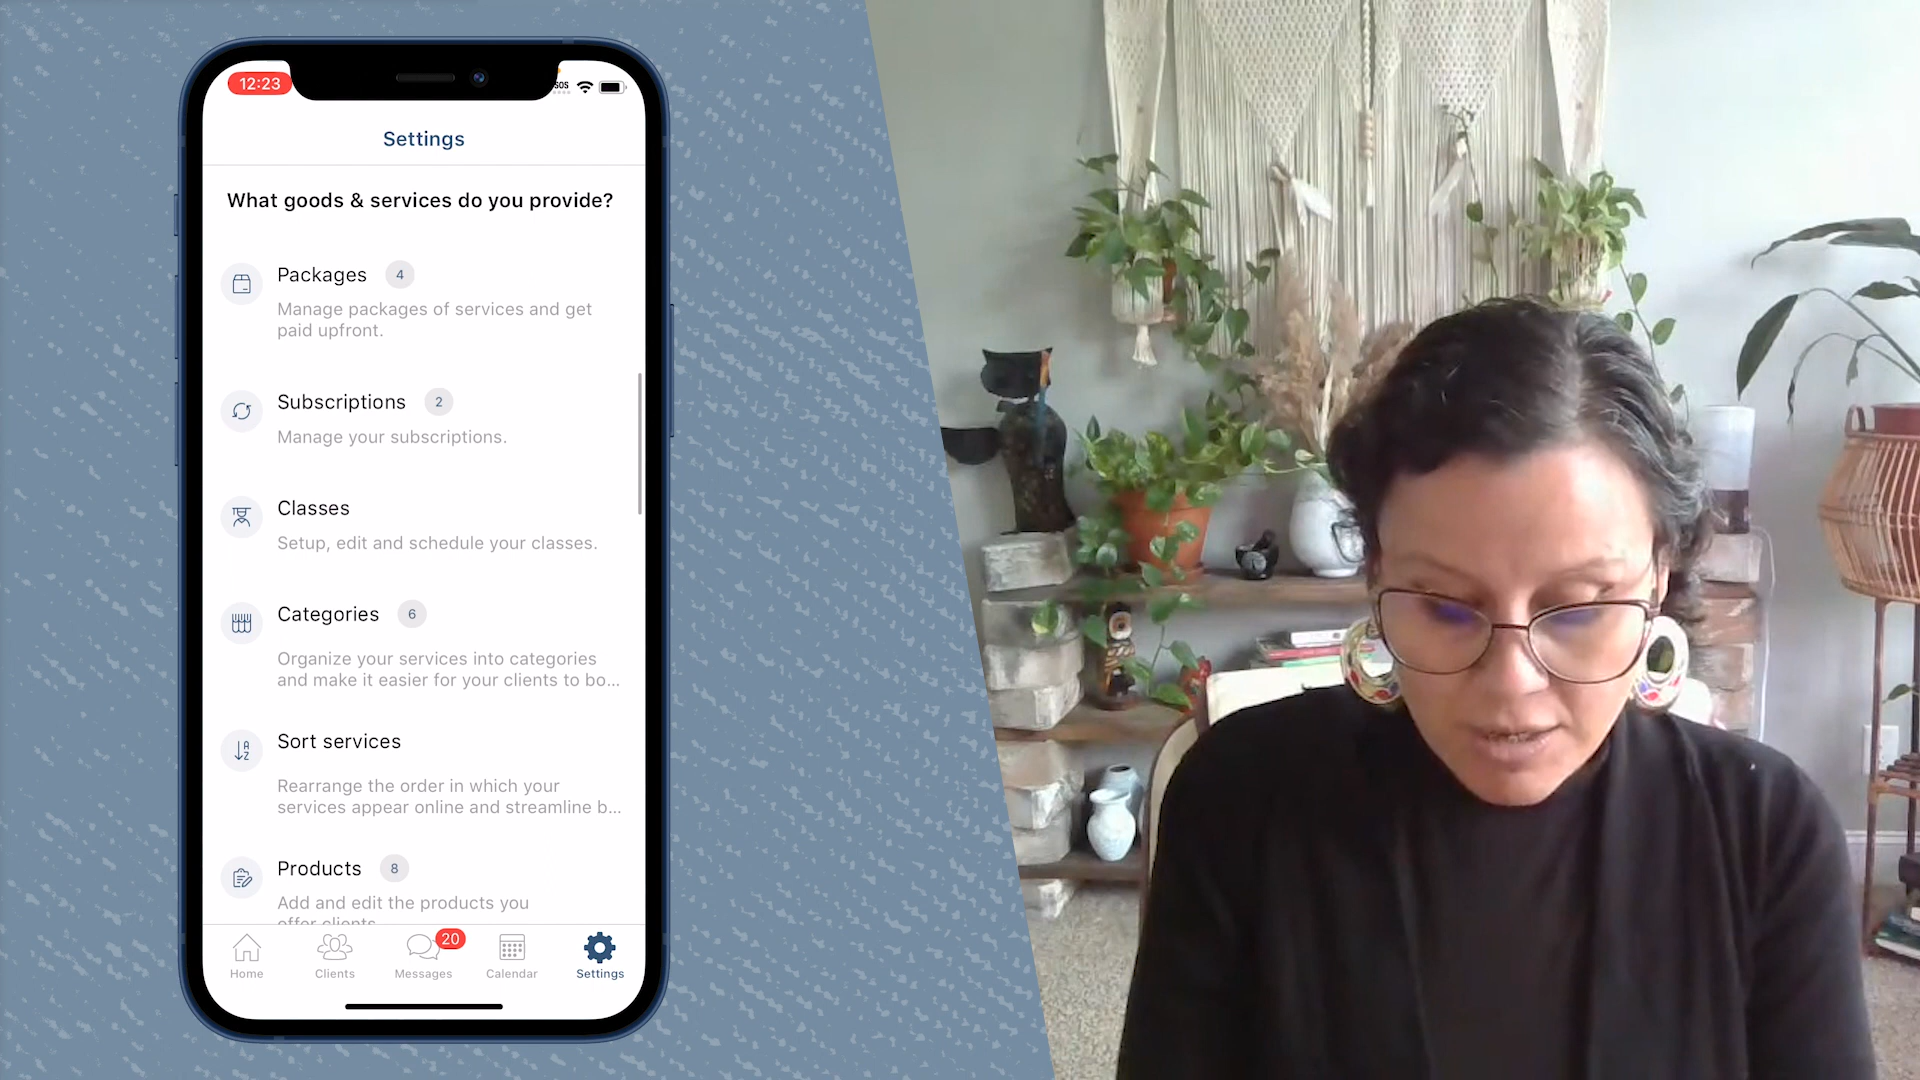 12:23
SOS
Settings
What goods & services do you provide?
Packages 4
Manage packages of services and get
paid upfront.
Subscriptions 2
Manage your subscriptions.
Classes
Setup, edit and schedule your classes.
Categories 6
Organize your services into categories
and make it easier for your clients to bo...
Sort services
Rearrange the order in which your
services appear online and streamline b...
Products 8
Add and edit the products you
offer clients
20
Home Clients Messages Calendar Settings